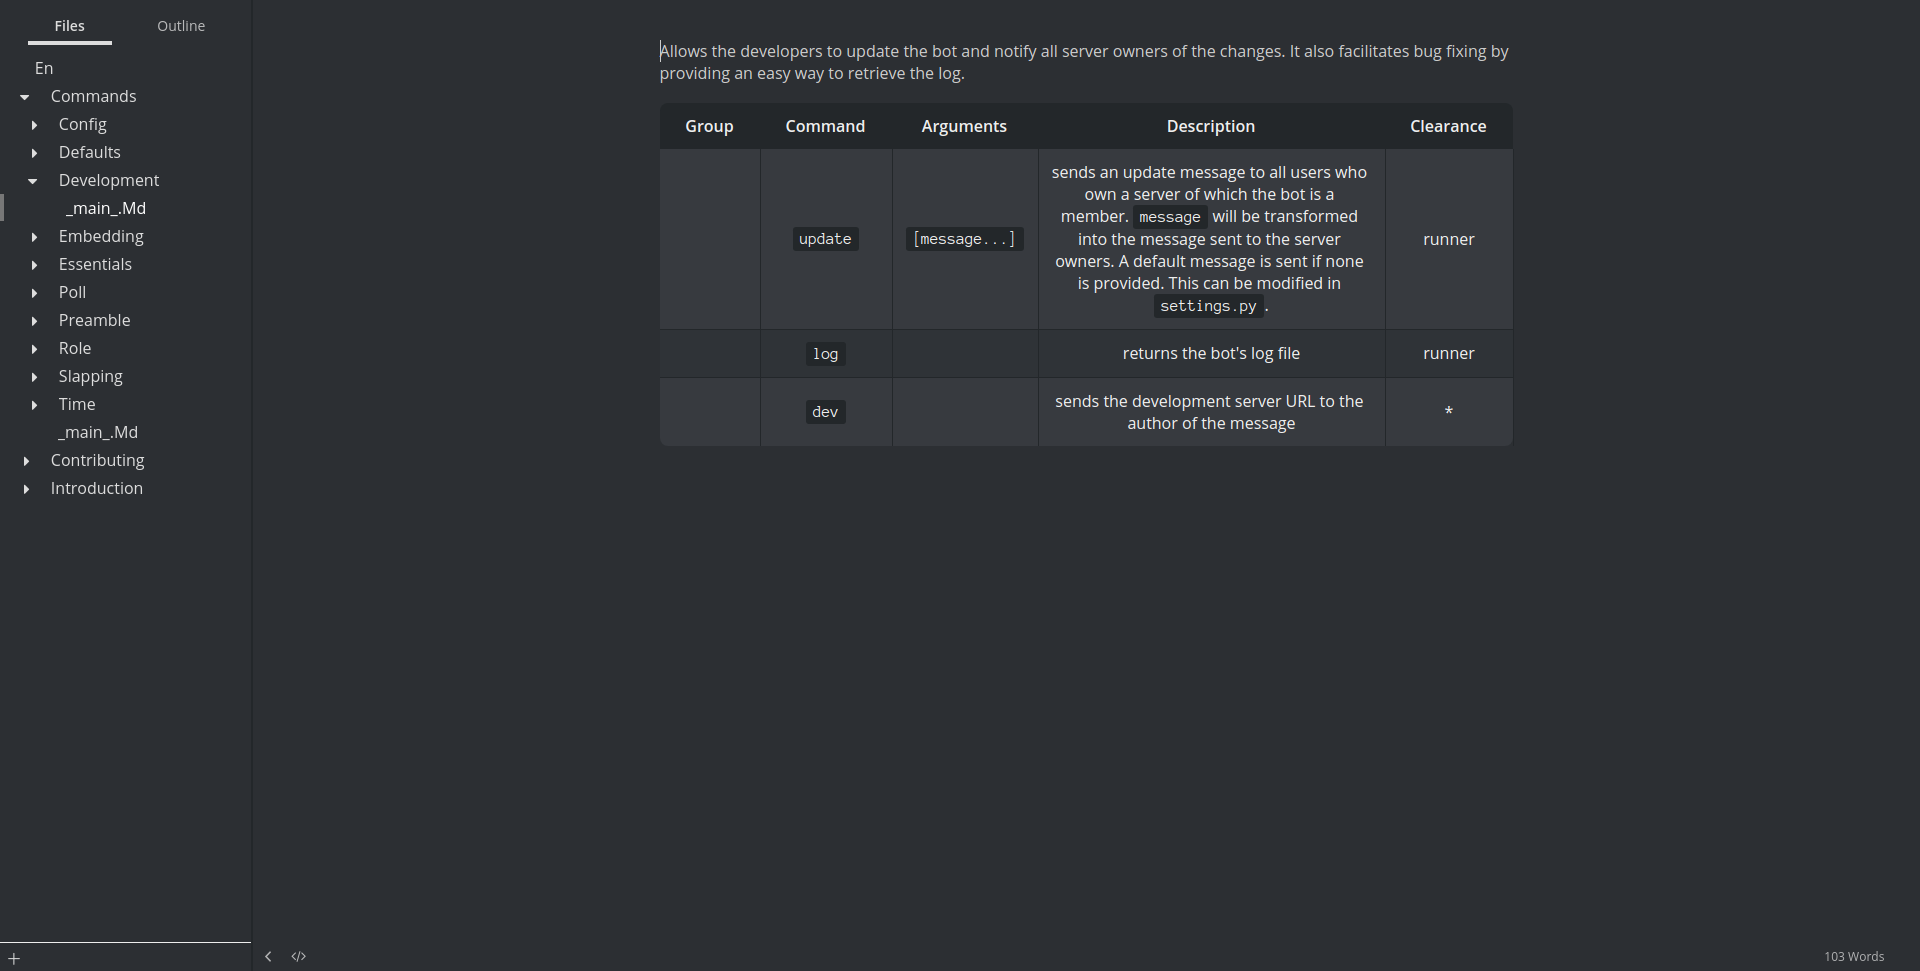 Files
Outline
En
Commands
Config
Defaults
Development
_main_.Md
Embedding
Essentials
Poll
Preamble
Role
Slapping
Time
_main_.Md
Contributing
Introduction
Allows the developers to update the bot and notify all server owners of the changes. It also facilitates bug fixing by
providing an easy way to retrieve the log.
Group Command Arguments Description Clearance
update
[message...]
sends an update message to all users who
own a server of which the bot is a
member. message will be transformed
into the message sent to the server
owners. A default message is sent if none
is provided. This can be modified in
settings.py .
runner
log
returns the bot's log file
runner
dev
sends the development server URL to the
author of the message
*
+
< </>
103 Words